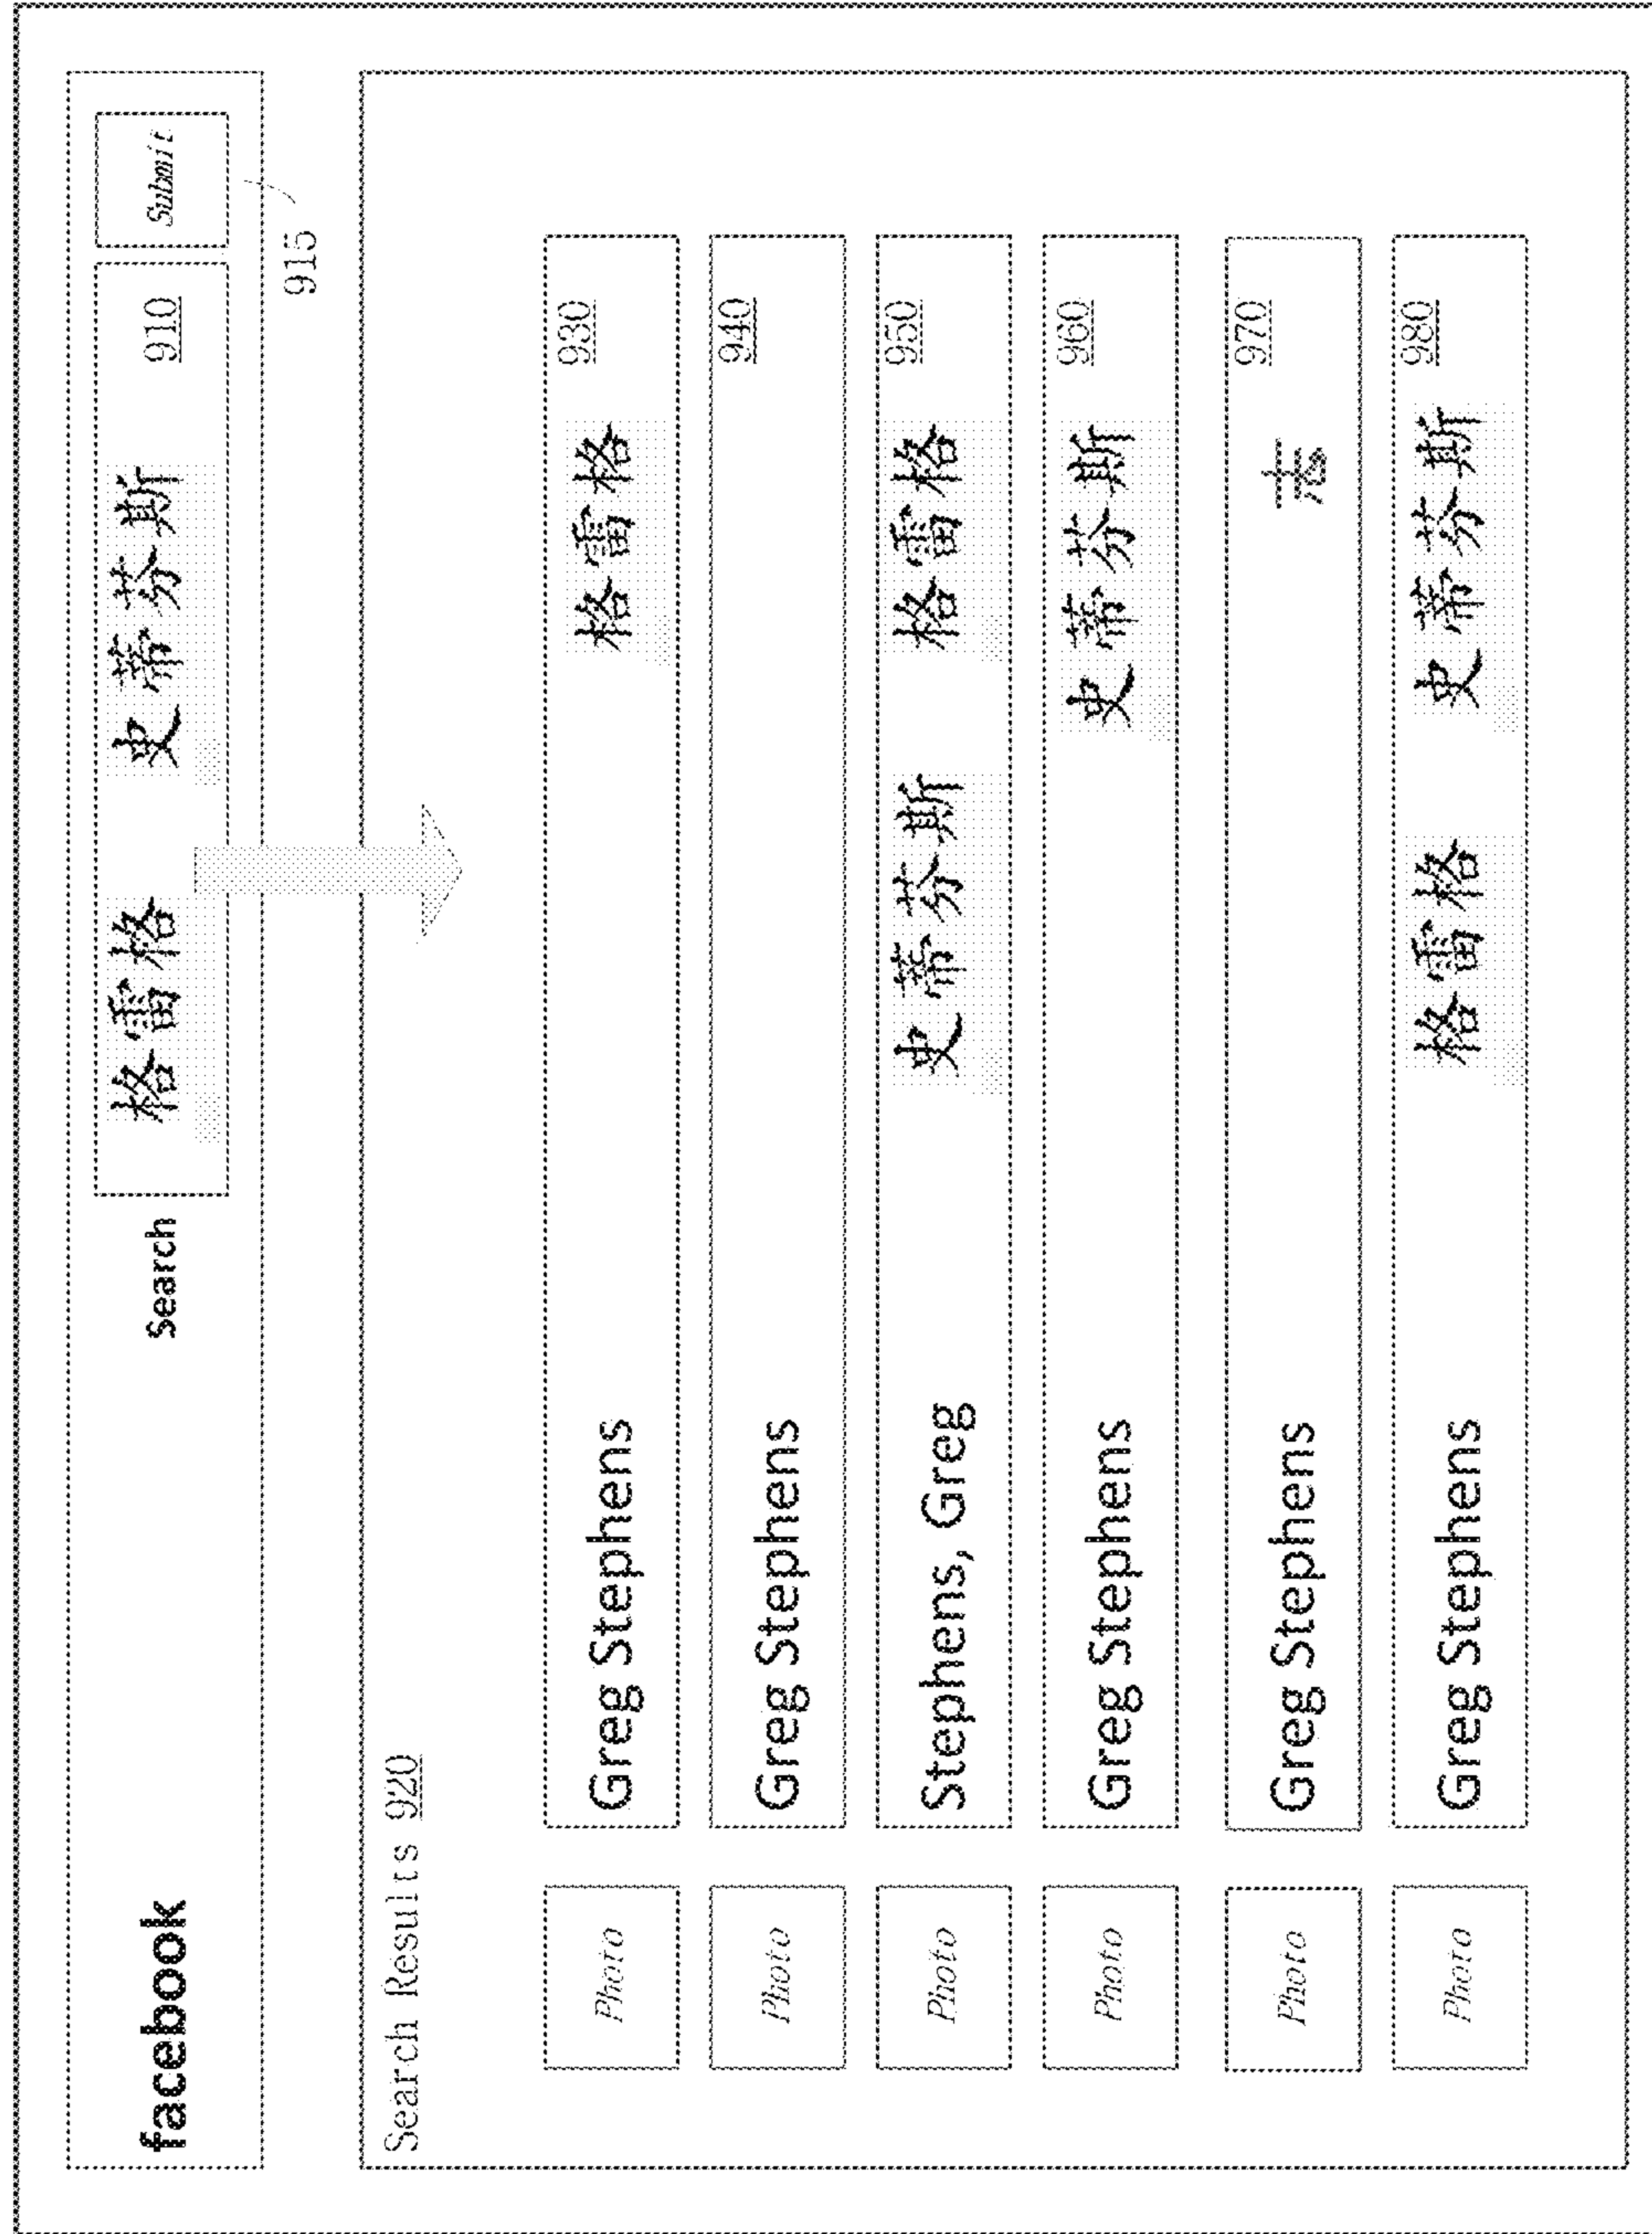 facebook Search 格雷格 史蒂芬斯 910 Submit
915
Search Results 920
Photo Greg Stephens 格雷格 930
Photo Greg Stephens 940
Photo Stephens, Greg 史蒂芬斯 格雷格 950
Photo Greg Stephens 史蒂芬斯 960
Photo Greg Stephens 970
Photo Greg Stephens 格雷格 史蒂芬斯 980